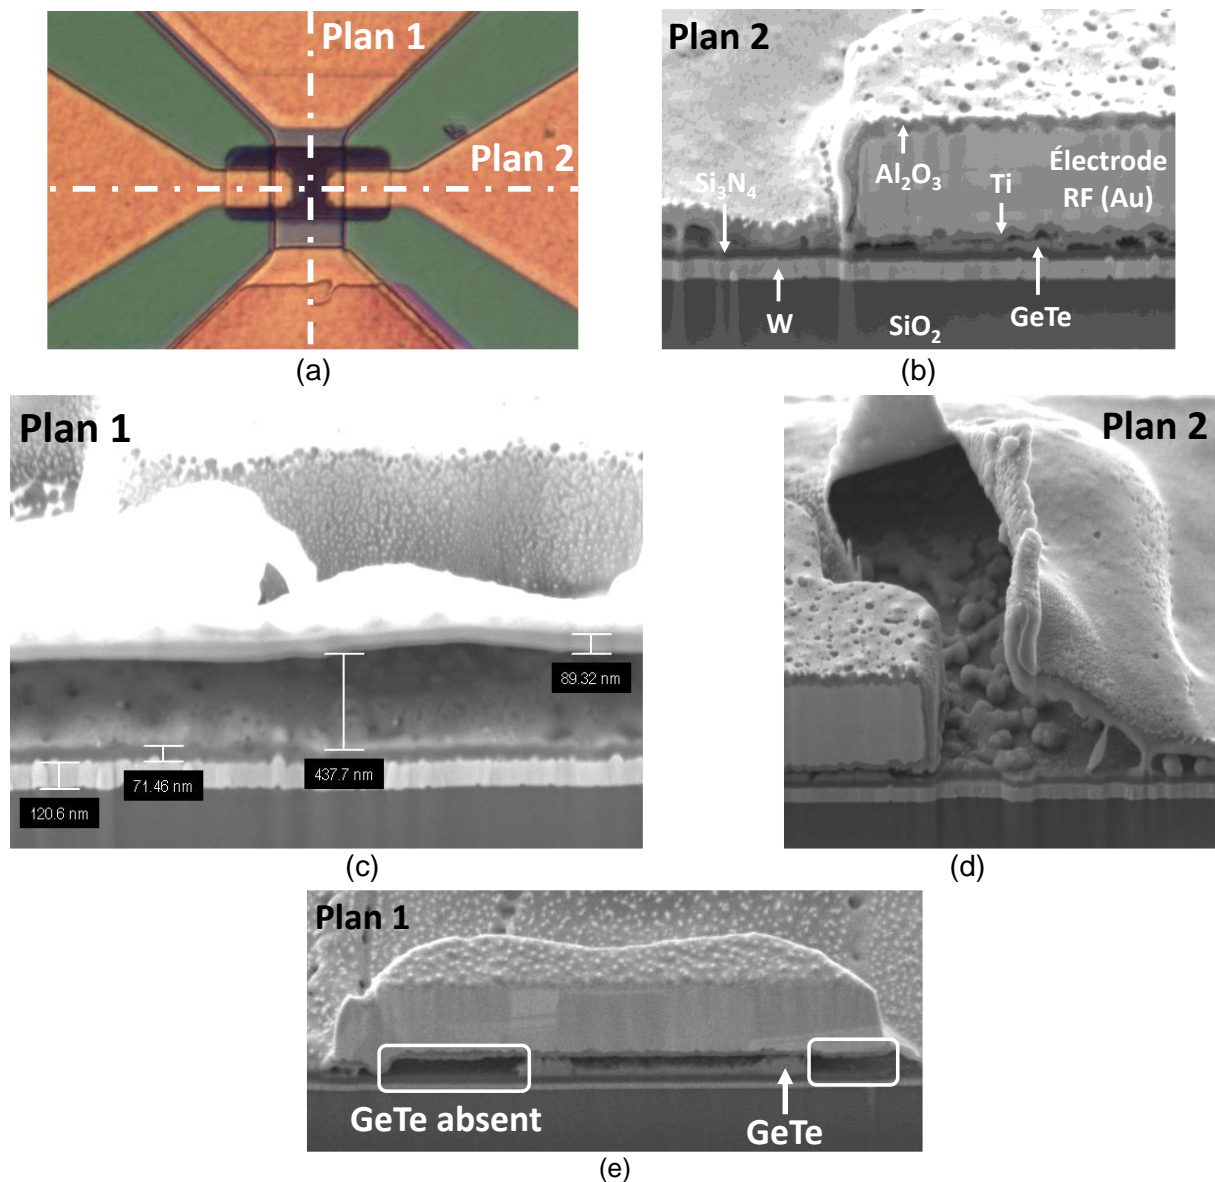 Plan 1
Plan 2
(a)
Plan 2
Si₃N₄
Al₂O₃
Ti
Électrode
RF (Au)
W
SiO₂
GeTe
(b)
Plan 1
89.32 nm
437.7 nm
71.46 nm
120.6 nm
(c)
Plan 2
(d)
Plan 1
GeTe absent
GeTe
(e)